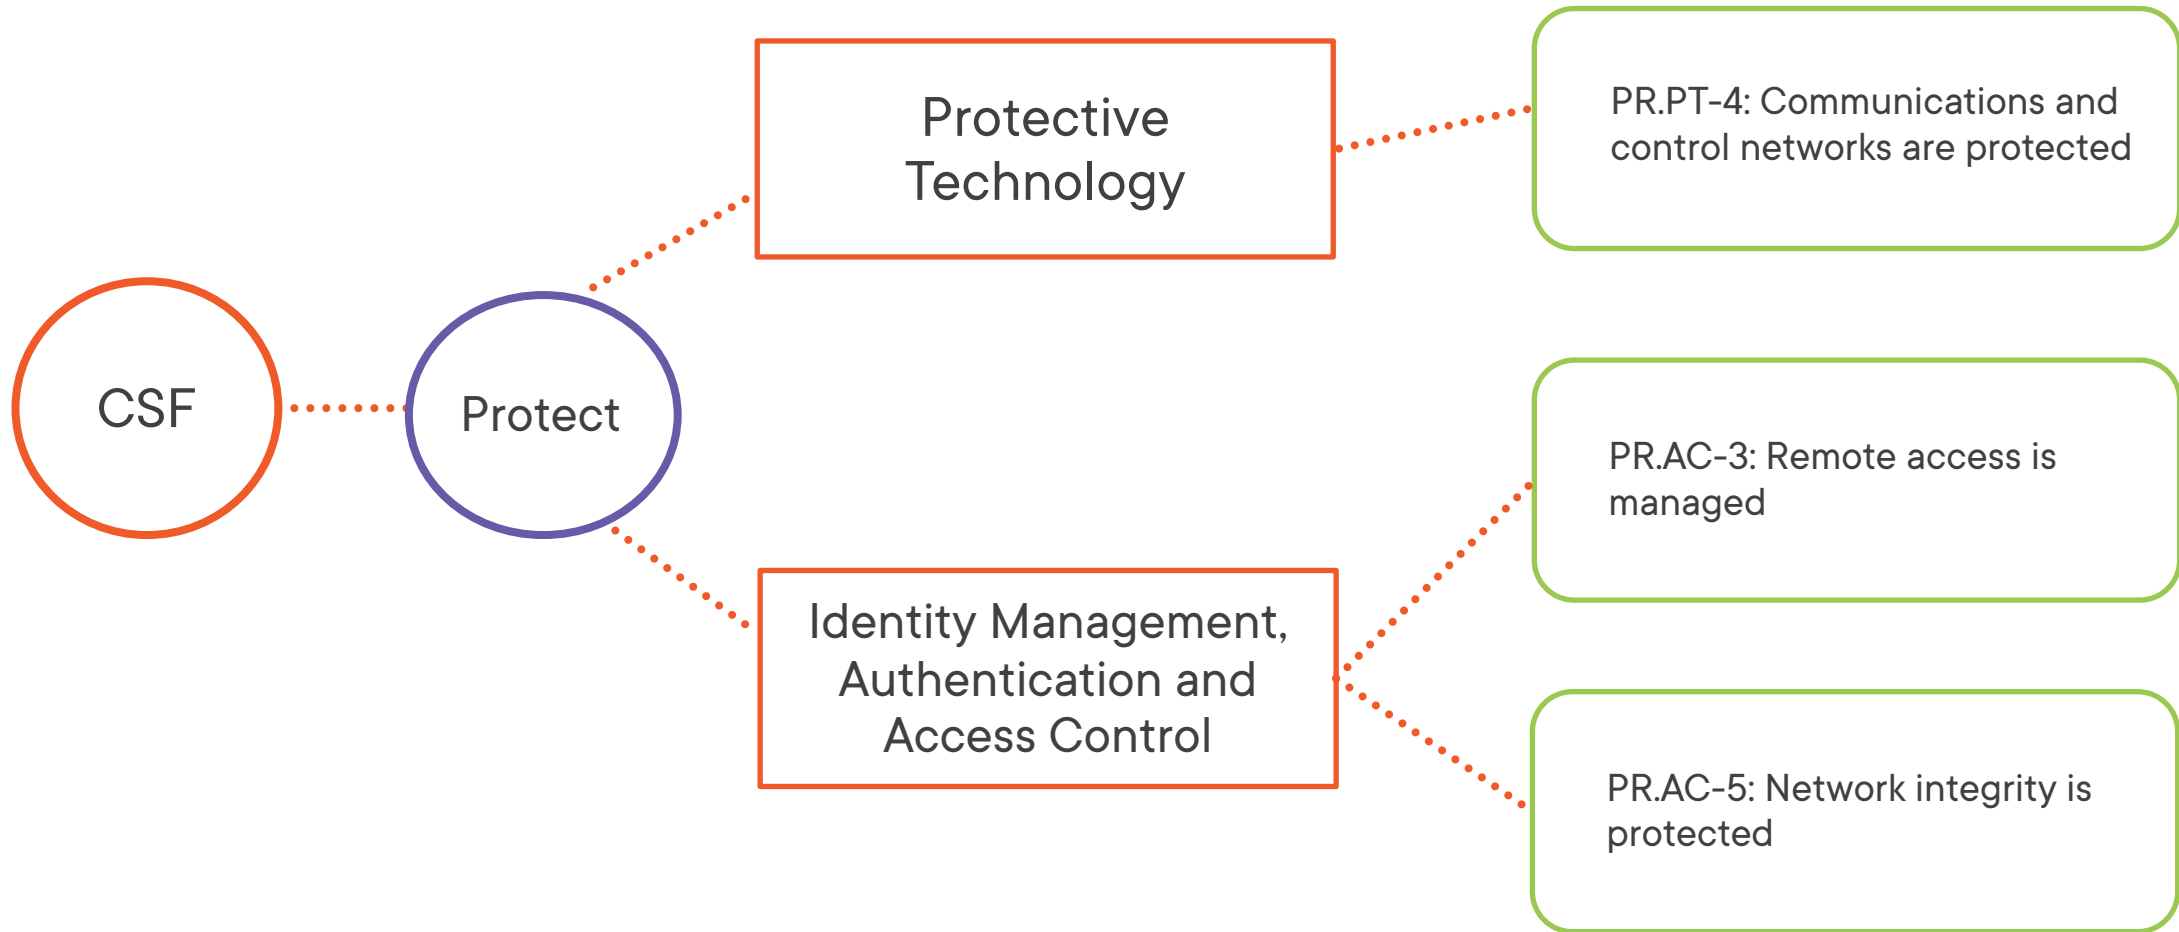 CSF
Protect
Protective
Technology
PR.PT-4: Communications and
control networks are protected
Identity Management,
Authentication and
Access Control
PR.AC-3: Remote access is
managed
PR.AC-5: Network integrity is
protected